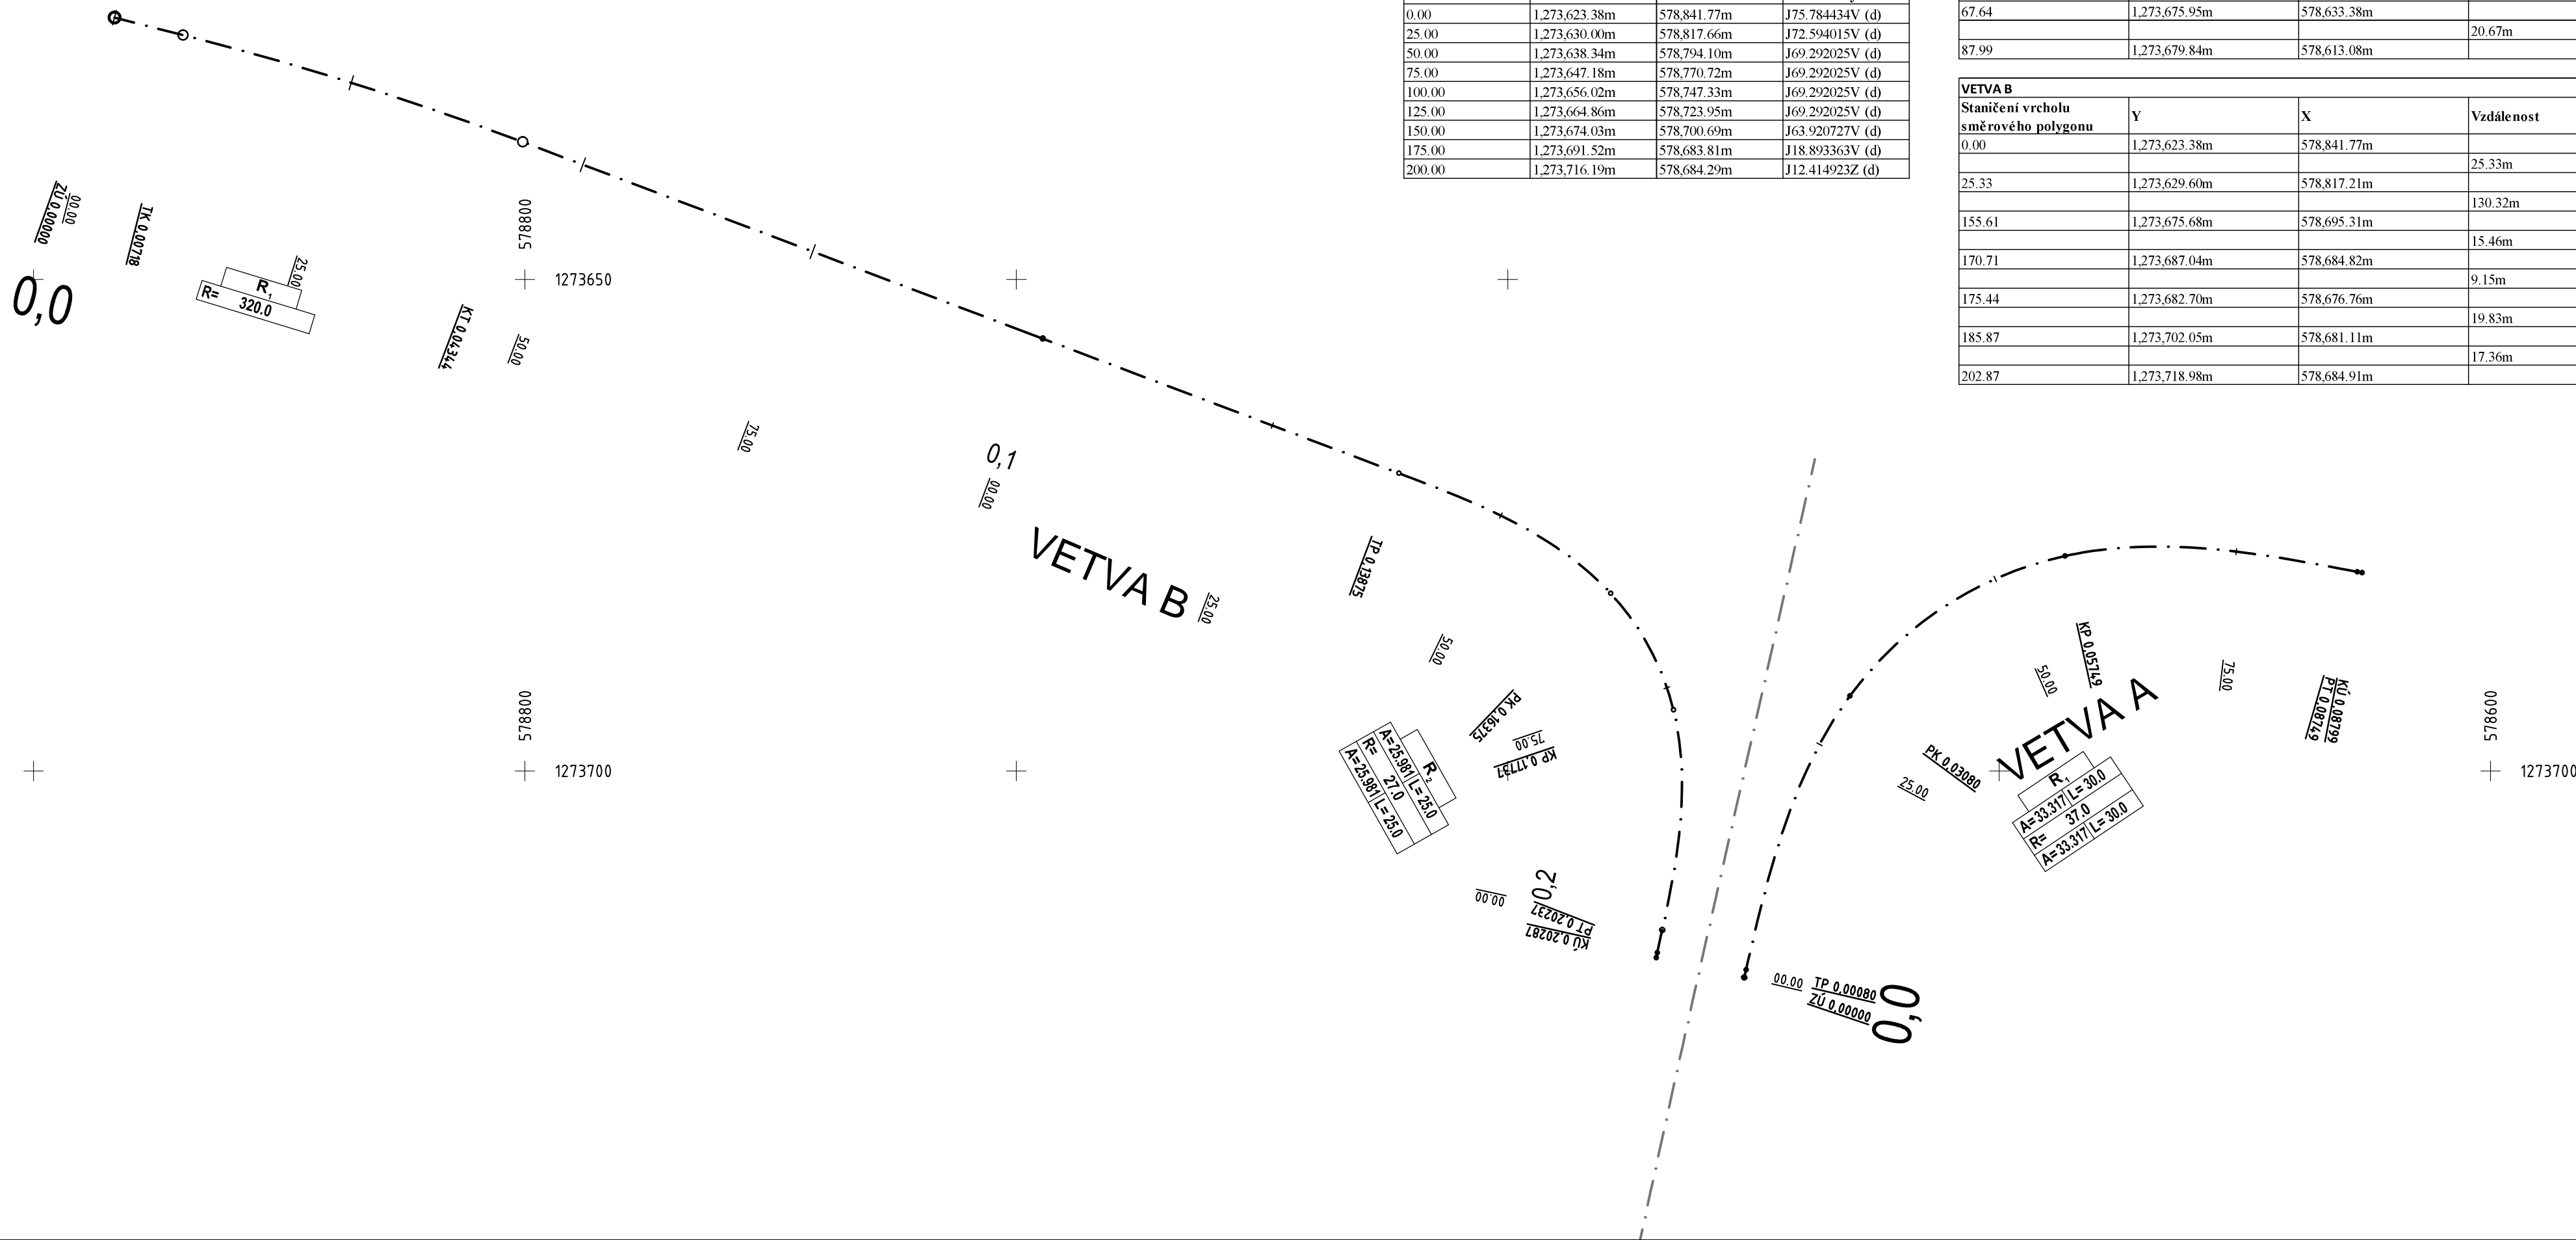 0.00 1,273,623.38m 578,841.77m J75.784434V (d)
25.00 1,273,630.00m 578,817.66m J72.594015V (d)
50.00 1,273,638.34m 578,794.10m J69.292025V (d)
75.00 1,273,647.18m 578,770.72m J69.292025V (d)
100.00 1,273,656.02m 578,747.33m J69.292025V (d)
125.00 1,273,664.86m 578,723.95m J69.292025V (d)
150.00 1,273,674.03m 578,700.69m J63.920727V (d)
175.00 1,273,691.52m 578,683.81m J18.893363V (d)
200.00 1,273,716.19m 578,684.29m J12.414923Z (d)
67.64 1,273,675.95m 578,633.38m
20.67m
87.99 1,273,679.84m 578,613.08m
VETVA B
Staničení vrcholu
směrového polygonu Y X Vzdálenost
0.00 1,273,623.38m 578,841.77m
25.33m
25.33 1,273,629.60m 578,817.21m
130.32m
155.61 1,273,675.68m 578,695.31m
15.46m
170.71 1,273,687.04m 578,684.82m
9.15m
175.44 1,273,682.70m 578,676.76m
19.83m
185.87 1,273,702.05m 578,681.11m
17.36m
202.87 1,273,718.98m 578,684.91m
ZÚ 0,00000
00.00
TK 0,00718
0,0
R1
R= 320.0
25.00
KT 0,04344
50.00
578800
1273650
75.00
0,1
00.00
VETVA B
25.00
TP 0,13875
50.00
PK 0,16375
75.00
KP 0,17737
R2
A=25.981 L= 25.0
R= 27.0
A=25.981 L= 25.0
00.00
0,2
PT 0,20237
KÚ 0,20287
578800
1273700
00.00
TP 0,00080
ZÚ 0,00000
0,0
25.00
PK 0,03080
50.00
KP 0,05749
VETVA A
R1
A=33.317 L= 30.0
R= 37.0
A=33.317 L= 30.0
75.00
PT 0,08749
KÚ 0,08799
578600
1273700